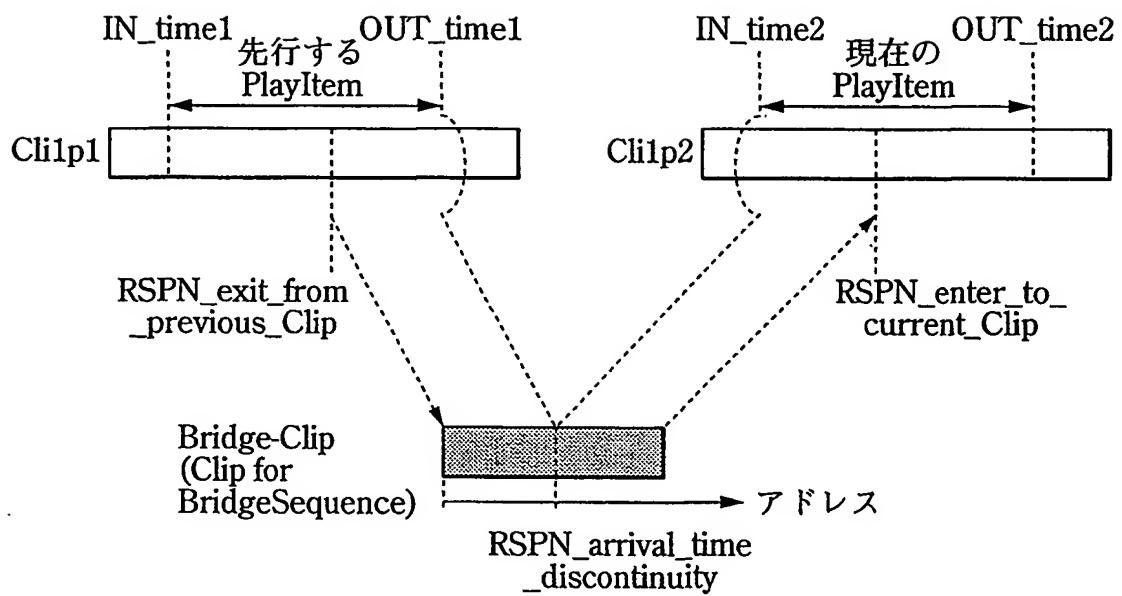 IN_time1
OUT_time1
先行する
PlayItem
Cli1p1
IN_time2
OUT_time2
現在の
PlayItem
Cli1p2
RSPN_exit_from
_previous_Clip
RSPN_enter_to_
current_Clip
Bridge-Clip
(Clip for
BridgeSequence)
アドレス
RSPN_arrival_time
_discontinuity